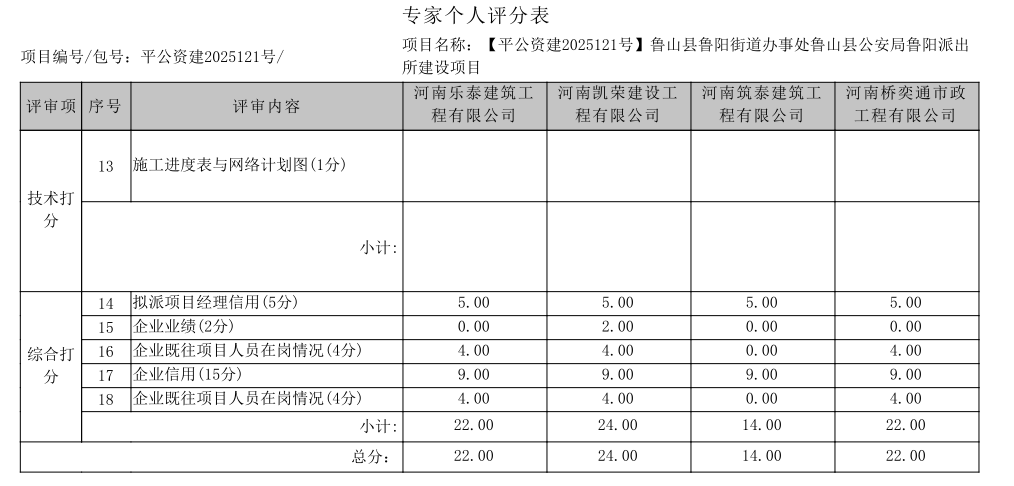 专家个人评分表
项目编号/包号：平公资建2025121号/
项目名称：【平公资建2025121号】鲁山县鲁阳街道办事处鲁山县公安局鲁阳派出
所建设项目
评审项 序号 评审内容 河南乐泰建筑工程有限公司 河南凯荣建设工程有限公司 河南筑泰建筑工程有限公司 河南桥奕通市政工程有限公司
技术打分
13 施工进度表与网络计划图(1分)
小计:
综合打分
14 拟派项目经理信用(5分) 5.00 5.00 5.00 5.00
15 企业业绩(2分) 0.00 2.00 0.00 0.00
16 企业既往项目人员在岗情况(4分) 4.00 4.00 0.00 4.00
17 企业信用(15分) 9.00 9.00 9.00 9.00
18 企业既往项目人员在岗情况(4分) 4.00 4.00 0.00 4.00
小计: 22.00 24.00 14.00 22.00
总分: 22.00 24.00 14.00 22.00